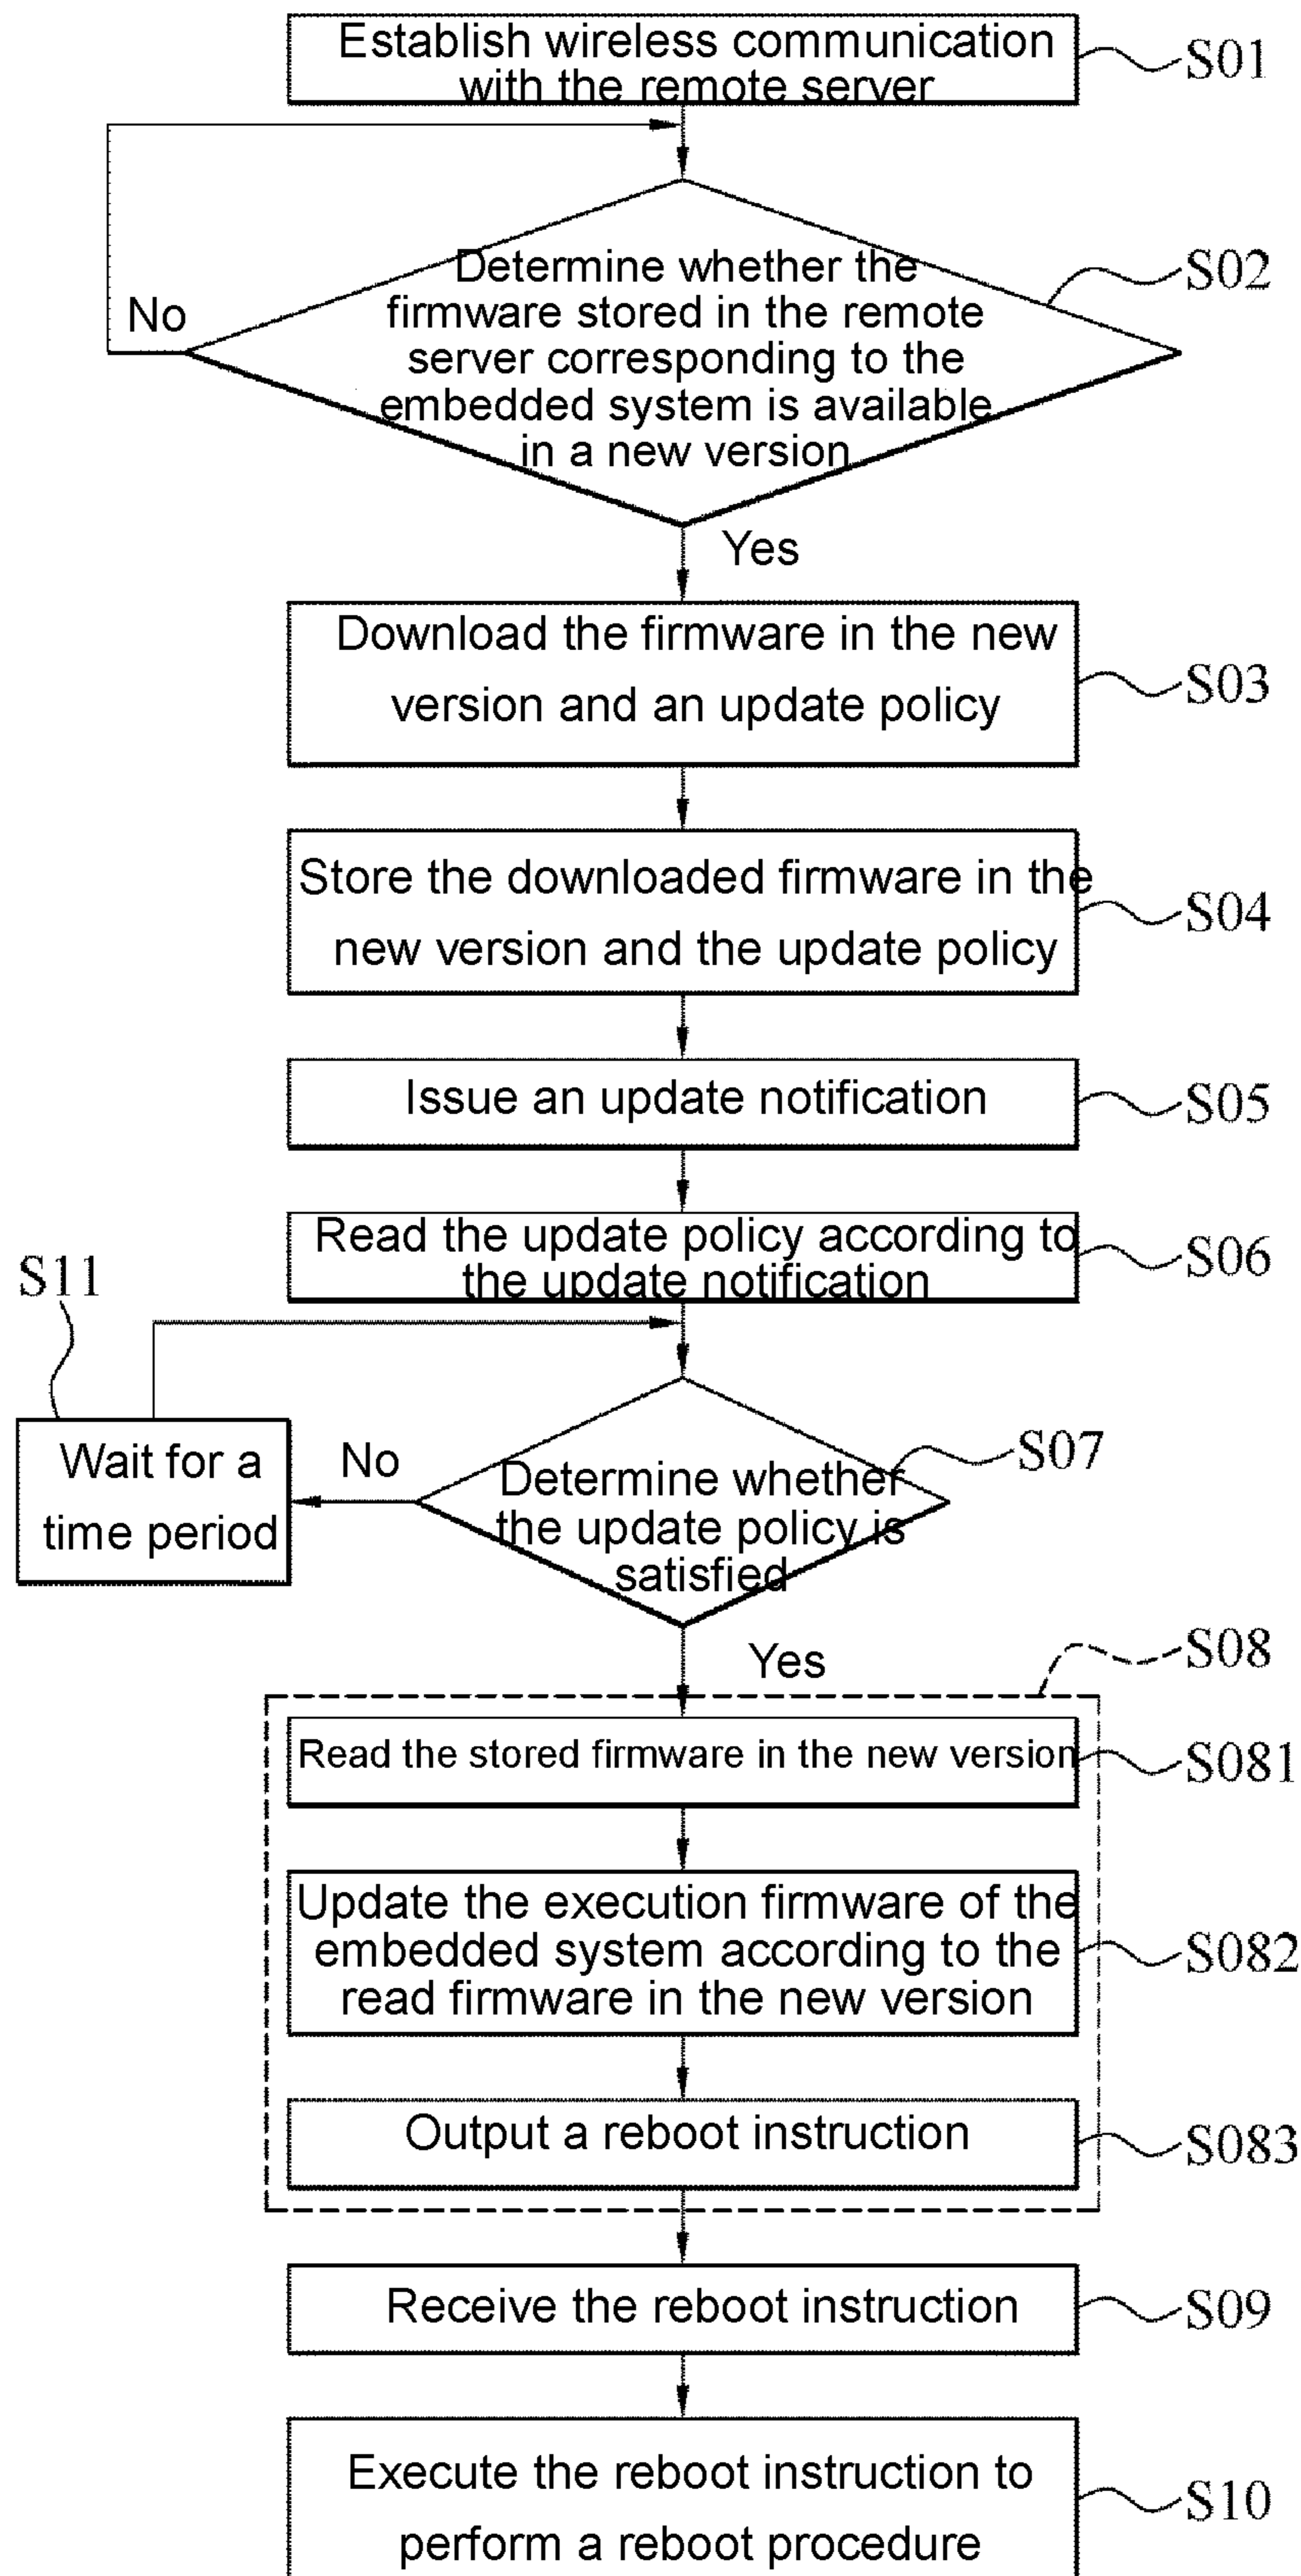 Establish wireless communication
with the remote server
S01
Determine whether the
firmware stored in the remote
server corresponding to the
embedded system is available
in a new version
S02
No
Yes
Download the firmware in the new
version and an update policy
S03
Store the downloaded firmware in the
new version and the update policy
S04
Issue an update notification
S05
Read the update policy according to
the update notification
S06
S11
Wait for a
time period
No
Determine whether
the update policy is
satisfied
S07
Yes
S08
Read the stored firmware in the new version
S081
Update the execution firmware of the
embedded system according to the
read firmware in the new version
S082
Output a reboot instruction
S083
Receive the reboot instruction
S09
Execute the reboot instruction to
perform a reboot procedure
S10